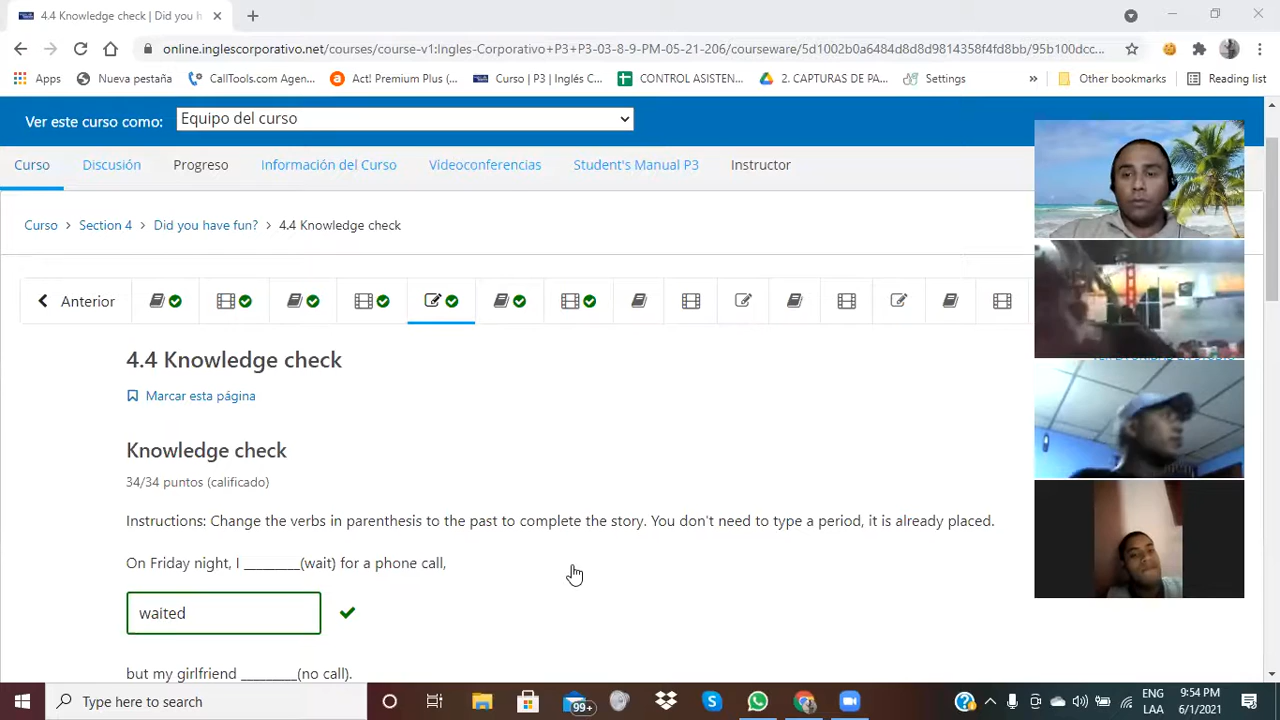 4.4 Knowledge check | Did you h
online.inglescorporativo.net/courses/course-v1:Ingles-Corporativo+P3+P3-03-8-9-PM-05-21-206/courseware/5d1002b0a6484d8d8d9814358f4fd8bb/95b100dcc...
Apps
Nueva pestaña
CallTools.com Agen...
Act! Premium Plus (...
Curso | P3 | Inglés C...
CONTROL ASISTEN...
2. CAPTURAS DE PA...
Settings
»
Other bookmarks
Reading list
Ver este curso como:
Equipo del curso
Curso
Discusión
Progreso
Información del Curso
Videoconferencias
Student's Manual P3
Instructor
Curso > Section 4 > Did you have fun? > 4.4 Knowledge check
Anterior
4.4 Knowledge check
Marcar esta página
Knowledge check
34/34 puntos (calificado)
Instructions: Change the verbs in parenthesis to the past to complete the story. You don't need to type a period, it is already placed.
On Friday night, I ________(wait) for a phone call,
waited
but my girlfriend ________(no call).
Type here to search
99+
ENG
LAA
9:54 PM
6/1/2021